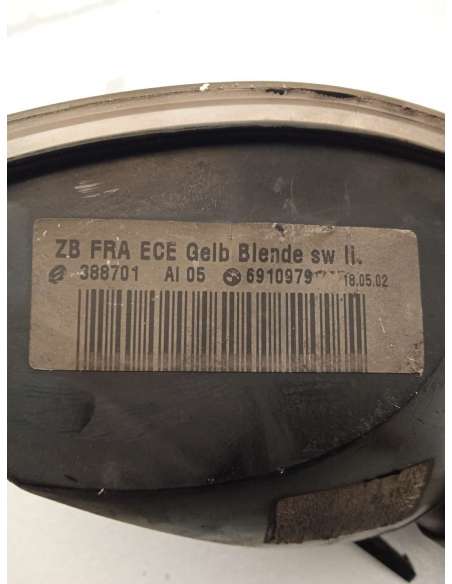 ZB FRA ECE Gelb Blende sw li.
388701 AI 05 6910979 18.05.02